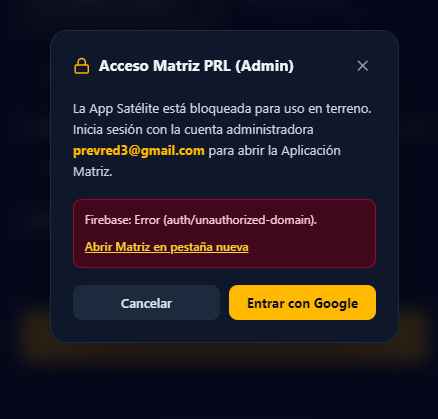 Acceso Matriz PRL (Admin)
La App Satélite está bloqueada para uso en terreno.
Inicia sesión con la cuenta administradora
prevred3@gmail.com para abrir la Aplicación
Matriz.
Firebase: Error (auth/unauthorized-domain).
Abrir Matriz en pestaña nueva
Cancelar
Entrar con Google